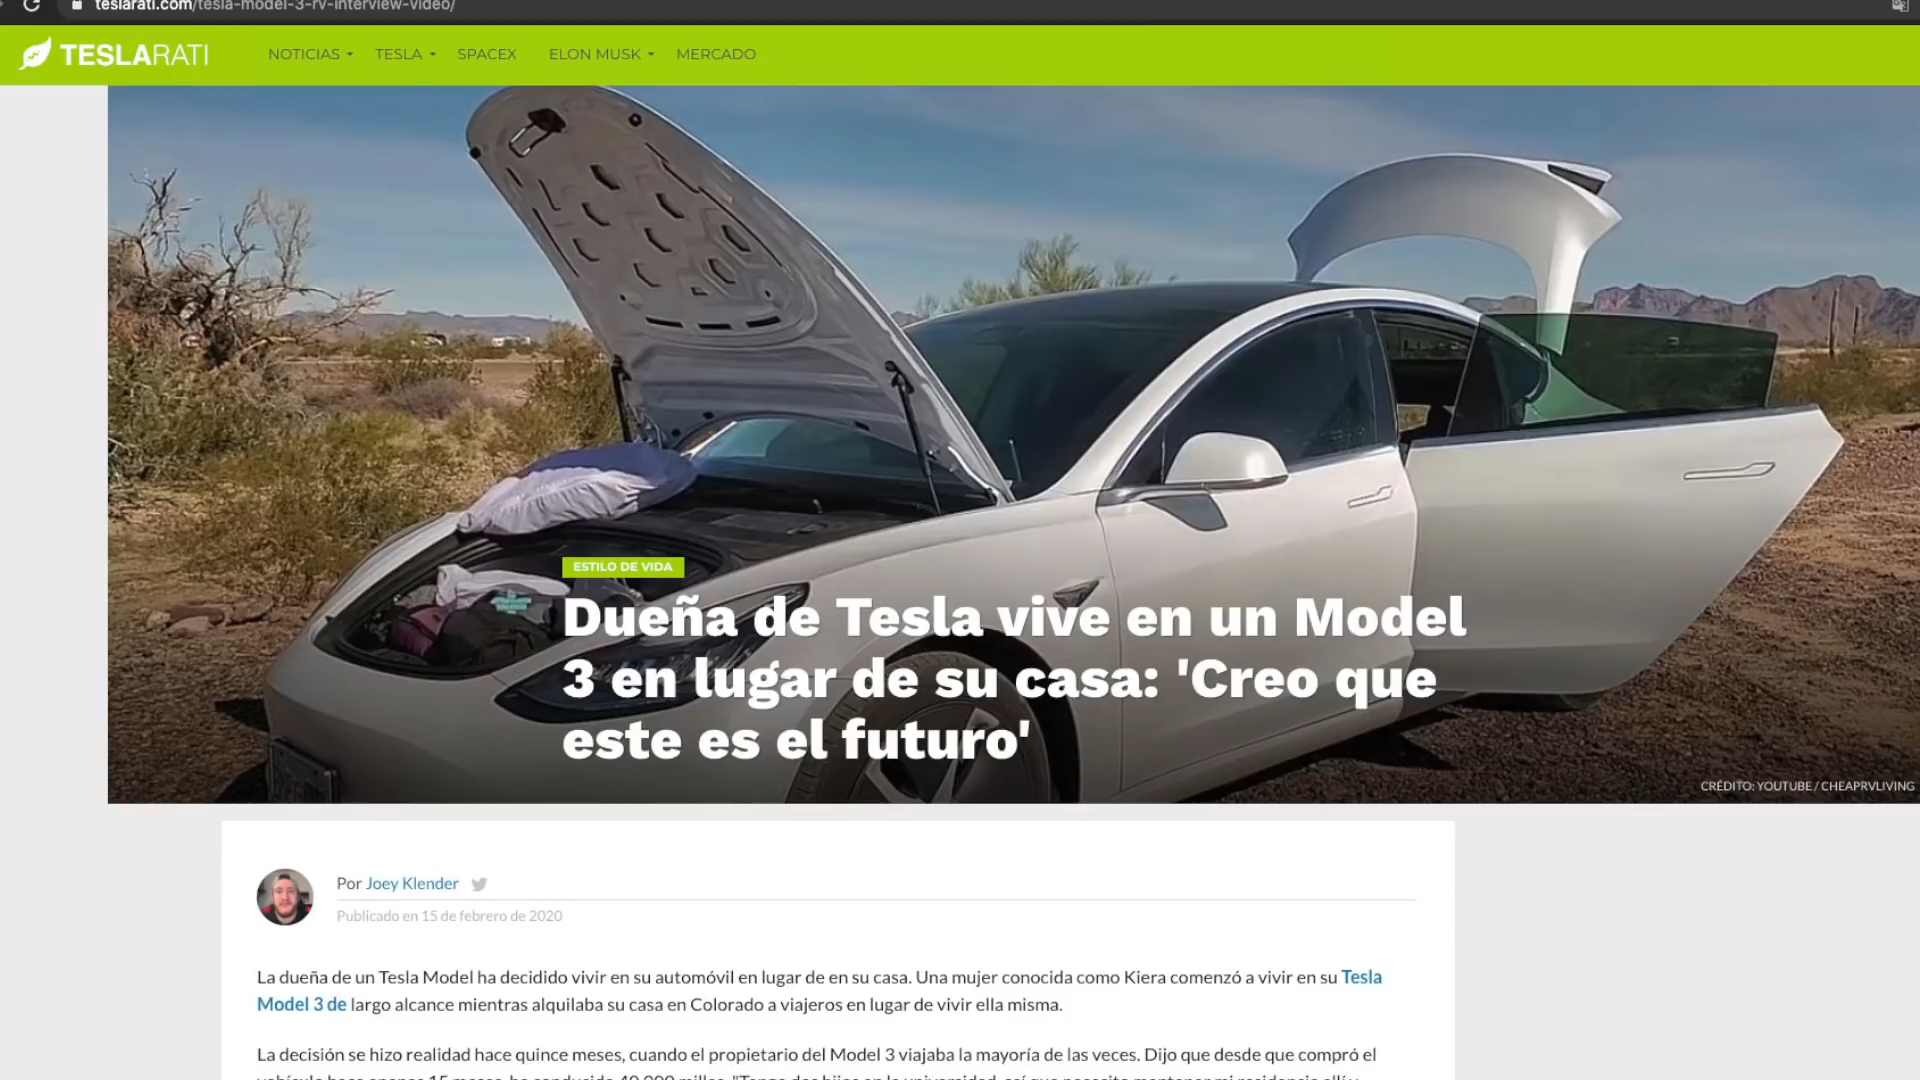 teslarati.com/tesla-model-3-rv-interview-video/
TESLARATI
NOTICIAS TESLA SPACEX ELON MUSK MERCADO
ESTILO DE VIDA
Dueña de Tesla vive en un Model
3 en lugar de su casa: 'Creo que
este es el futuro'
CRÉDITO: YOUTUBE / CHEAPRVLIVING
Por Joey Klender
Publicado en 15 de febrero de 2020
La dueña de un Tesla Model ha decidido vivir en su automóvil en lugar de en su casa. Una mujer conocida como Kiera comenzó a vivir en su Tesla
Model 3 de largo alcance mientras alquilaba su casa en Colorado a viajeros en lugar de vivir ella misma.
La decisión se hizo realidad hace quince meses, cuando el propietario del Model 3 viajaba la mayoría de las veces. Dijo que desde que compró el